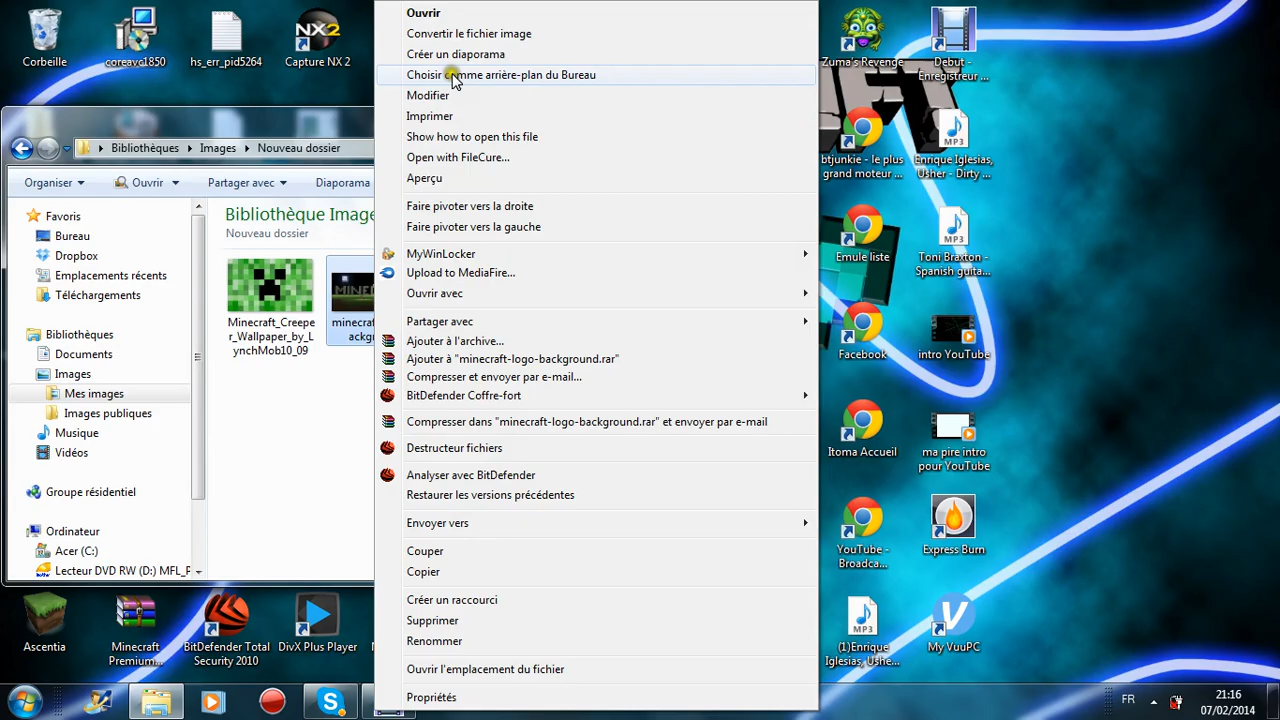 Corbeille
coreavc1850
hs_err_pid5264
Capture NX 2
NX2
Bibliothèques
Images
Nouveau dossier
Organiser
Ouvrir
Partager avec
Diaporama
Favoris
Bureau
Dropbox
Emplacements récents
Téléchargements
Bibliothèques
Documents
Images
Mes images
Images publiques
Musique
Vidéos
Groupe résidentiel
Ordinateur
Acer (C:)
Lecteur DVD RW (D:) MFL_P
Bibliothèque Image
Nouveau dossier
Minecraft_Creepe
r_Wallpaper_by_L
ynchMob10_09
Ouvrir
Convertir le fichier image
Créer un diaporama
Choisir comme arrière-plan du Bureau
Modifier
Imprimer
Show how to open this file
Open with FileCure...
Aperçu
Faire pivoter vers la droite
Faire pivoter vers la gauche
MyWinLocker
Upload to MediaFire...
Ouvrir avec
Partager avec
Ajouter à l'archive...
Ajouter à "minecraft-logo-background.rar"
Compresser et envoyer par e-mail...
BitDefender Coffre-fort
Compresser dans "minecraft-logo-background.rar" et envoyer par e-mail
Destructeur fichiers
Analyser avec BitDefender
Restaurer les versions précédentes
Envoyer vers
Couper
Copier
Créer un raccourci
Supprimer
Renommer
Ouvrir l'emplacement du fichier
Propriétés
Zuma's Revenge
Debut -
Enregistreur ...
btjunkie - le plus
grand moteur ...
MP3
Enrique Iglesias,
Usher - Dirty ...
Emule liste
MP3
Toni Braxton -
Spanish guita...
Facebook
intro YouTube
Itoma Accueil
ma pire intro
pour YouTube
YouTube -
Broadca...
Express Burn
MP3
(1)Enrique
Iglesias, Ushe...
My VuuPC
Ascentia
Minecraft
Premium...
BitDefender Total
Security 2010
DivX Plus Player
FR
21:16
07/02/2014